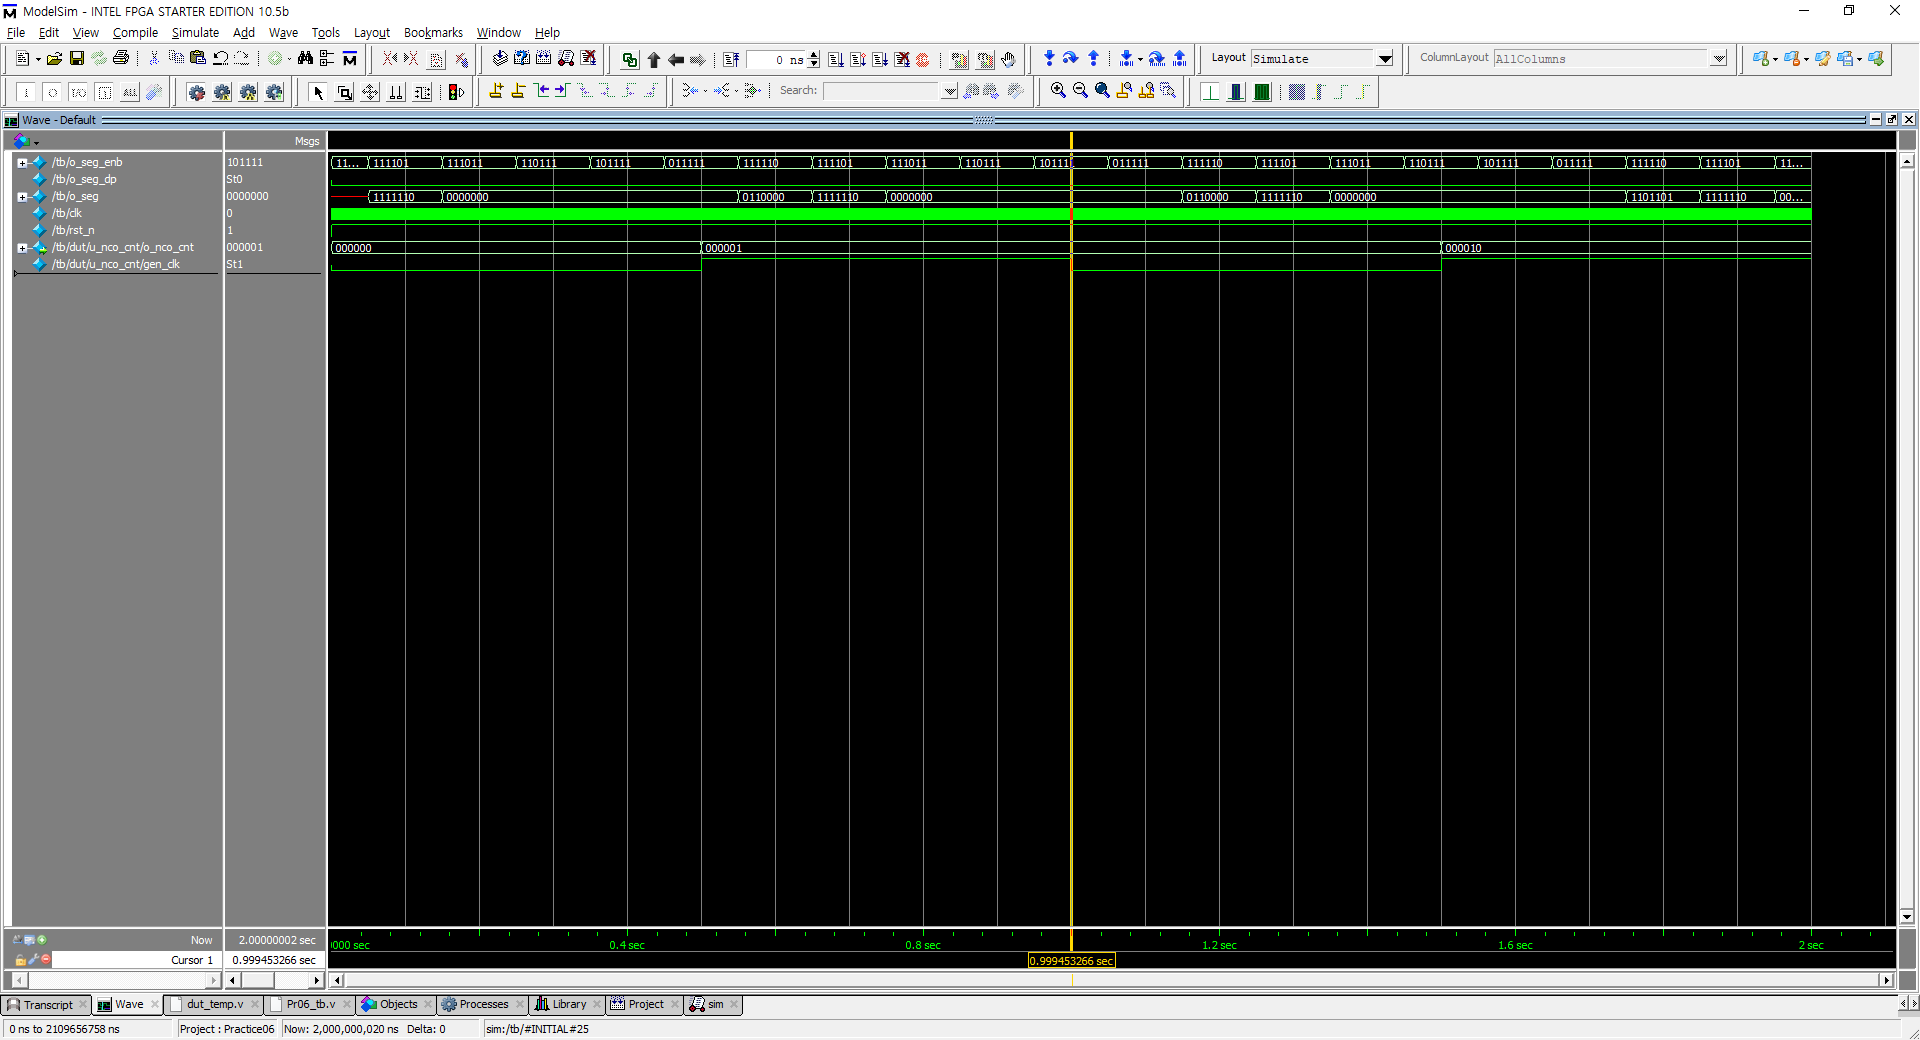 ModelSim - INTEL FPGA STARTER EDITION 10.5b
File Edit View Compile Simulate Add Wave Tools Layout Bookmarks Window Help
0 ns Layout Simulate ColumnLayout AllColumns
ALL Search:
Wave - Default
Msgs
/tb/o_seg_enb 101111 11... 111101 111011 110111 101111 011111 111110 111101 111011 110111 10111 011111 111110 111101 111011 110111 101111 011111 111110 111101 11...
/tb/o_seg_dp St0
/tb/o_seg 0000000 1111110 0000000 0110000 1111110 0000000 0110000 1111110 0000000 1101101 1111110 00...
/tb/clk 0
/tb/rst_n 1
/tb/dut/u_nco_cnt/o_nco_cnt 000001 000000 000001 000010
/tb/dut/u_nco_cnt/gen_clk St1
Now 2.00000002 sec 000 sec 0.4 sec 0.8 sec 1.2 sec 1.6 sec 2 sec
Cursor 1 0.999453266 sec 0.999453266 sec
Transcript Wave dut_temp.v Pr06_tb.v Objects Processes Library Project sim
0 ns to 2109656758 ns Project : Practice06 Now: 2,000,000,020 ns Delta: 0 sim:/tb/#INITIAL#25